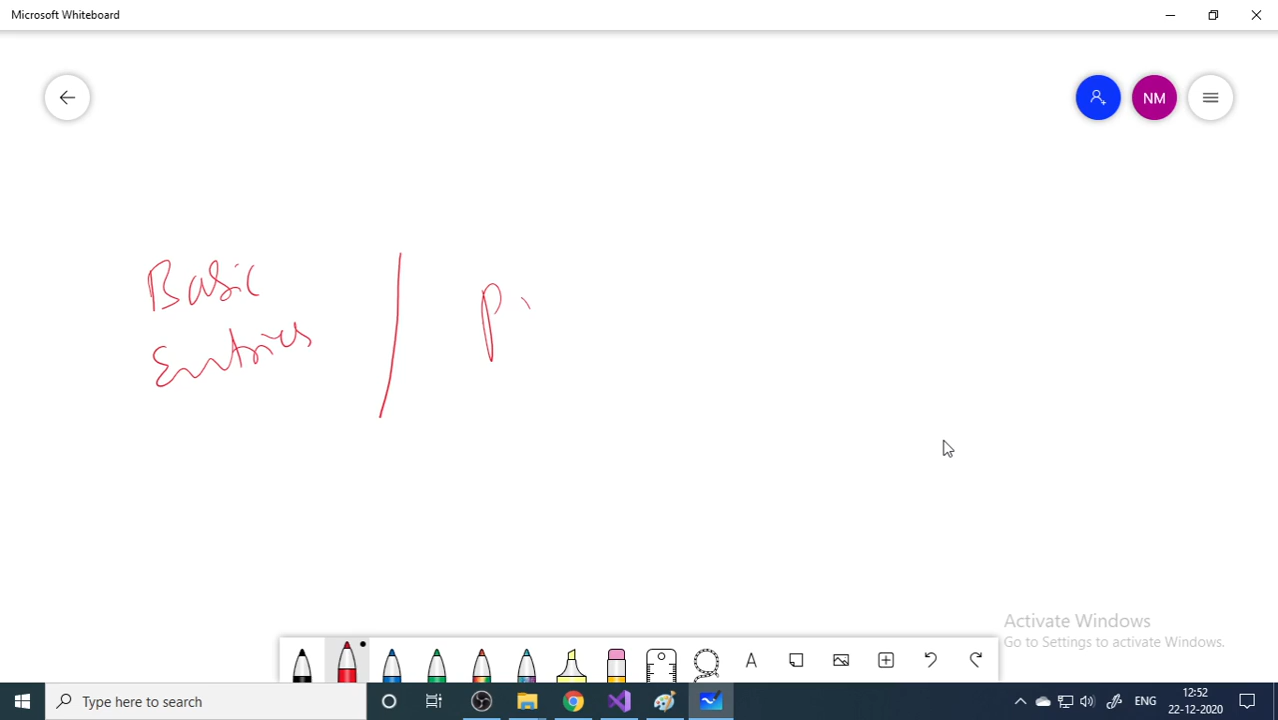 Microsoft Whiteboard
NM
Basic
Entries
P
A
Activate Windows
Go to Settings to activate Windows.
Type here to search
ENG
12:52
22-12-2020